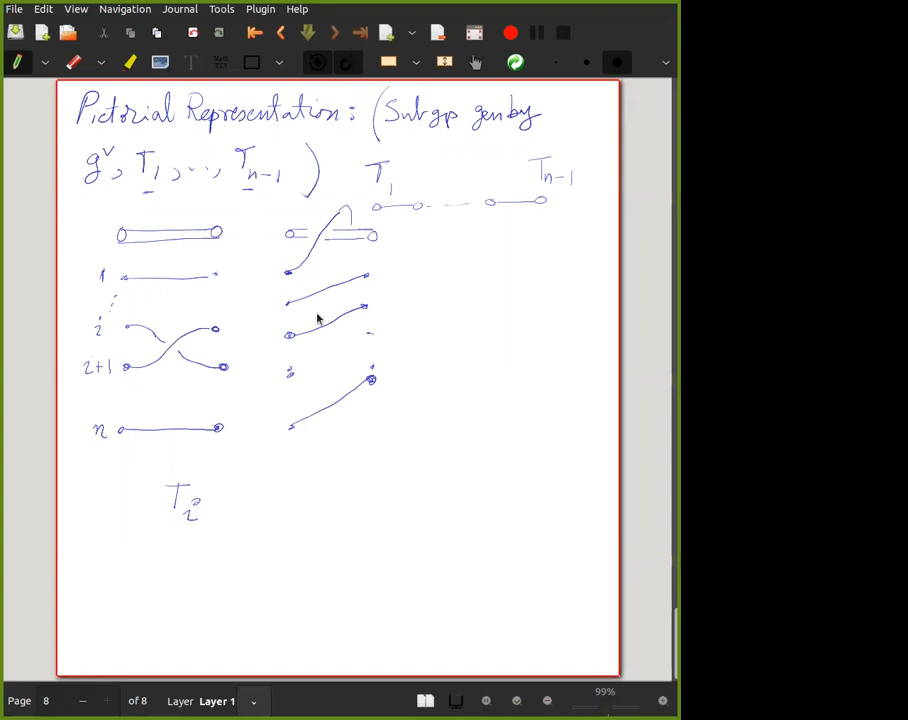 File Edit View Navigation Journal Tools Plugin Help
Pictorial Representation: (Subgp gen by
g^∨, T_1, ..., T_{n-1})
T_1 T_{n-1}
1
i
i+1
n
T_i
Page 8 of 8 Layer Layer 1 99%